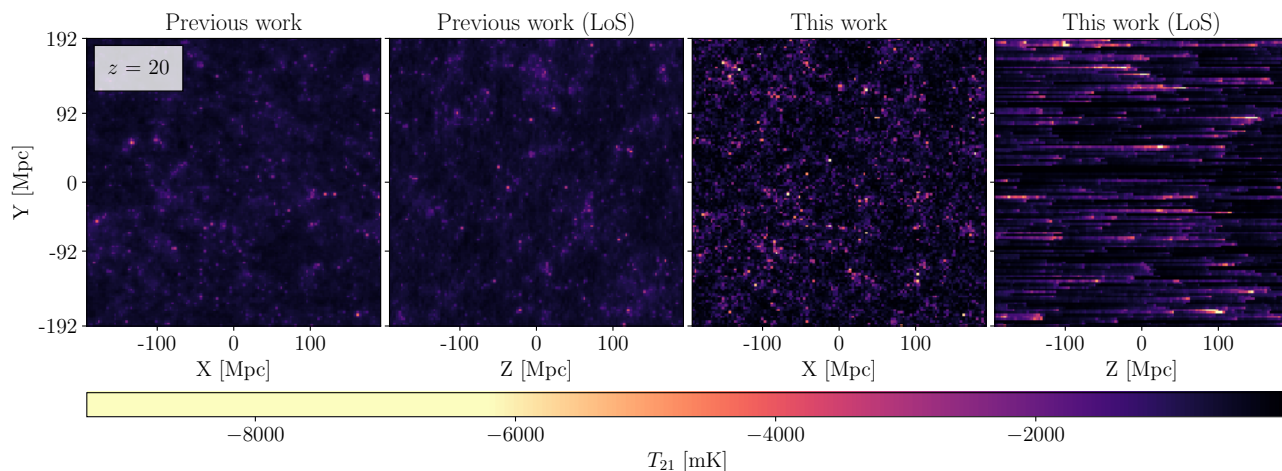 Previous work
Previous work (LoS)
This work
This work (LoS)
z = 20
Y [Mpc]
192
92
0
-92
-192
-100
0
100
-100
0
100
-100
0
100
-100
0
100
X [Mpc]
Z [Mpc]
X [Mpc]
Z [Mpc]
−8000
−6000
−4000
−2000
T₂₁ [mK]